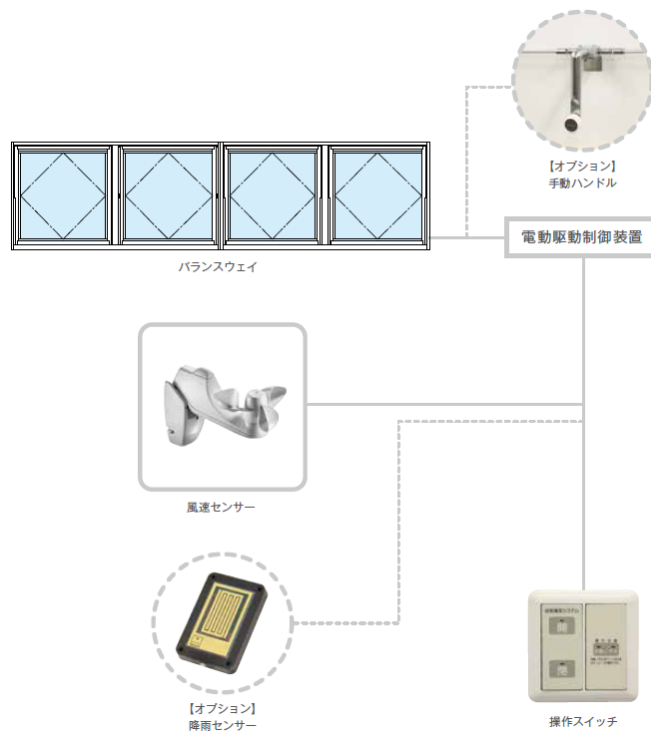 【オプション】
手動ハンドル
電動駆動制御装置
バランスウェイ
風速センサー
【オプション】
降雨センサー
開
操作スイッチ